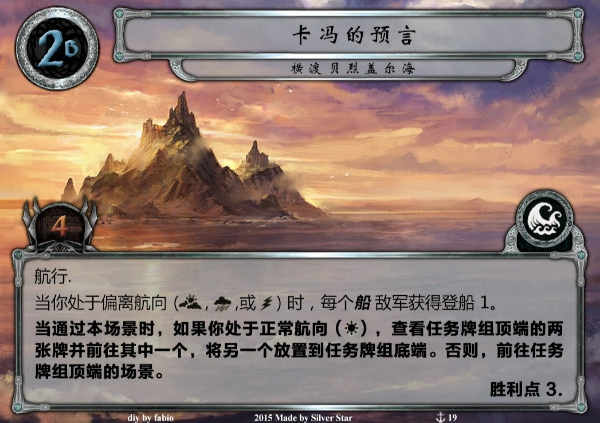 2B
卡冯的预言
横渡贝烈盖尔海
4
航行.
当你处于偏离航向 ( , ,或 ) 时，每个船 敌军获得登船 1。
当通过本场景时，如果你处于正常航向（ ），查看任务牌组顶端的两
张牌并前往其中一个，将另一个放置到任务牌组底端。否则，前往任务
牌组顶端的场景。
胜利点 3.
diy by fabio 2015 Made by Silver Star 19